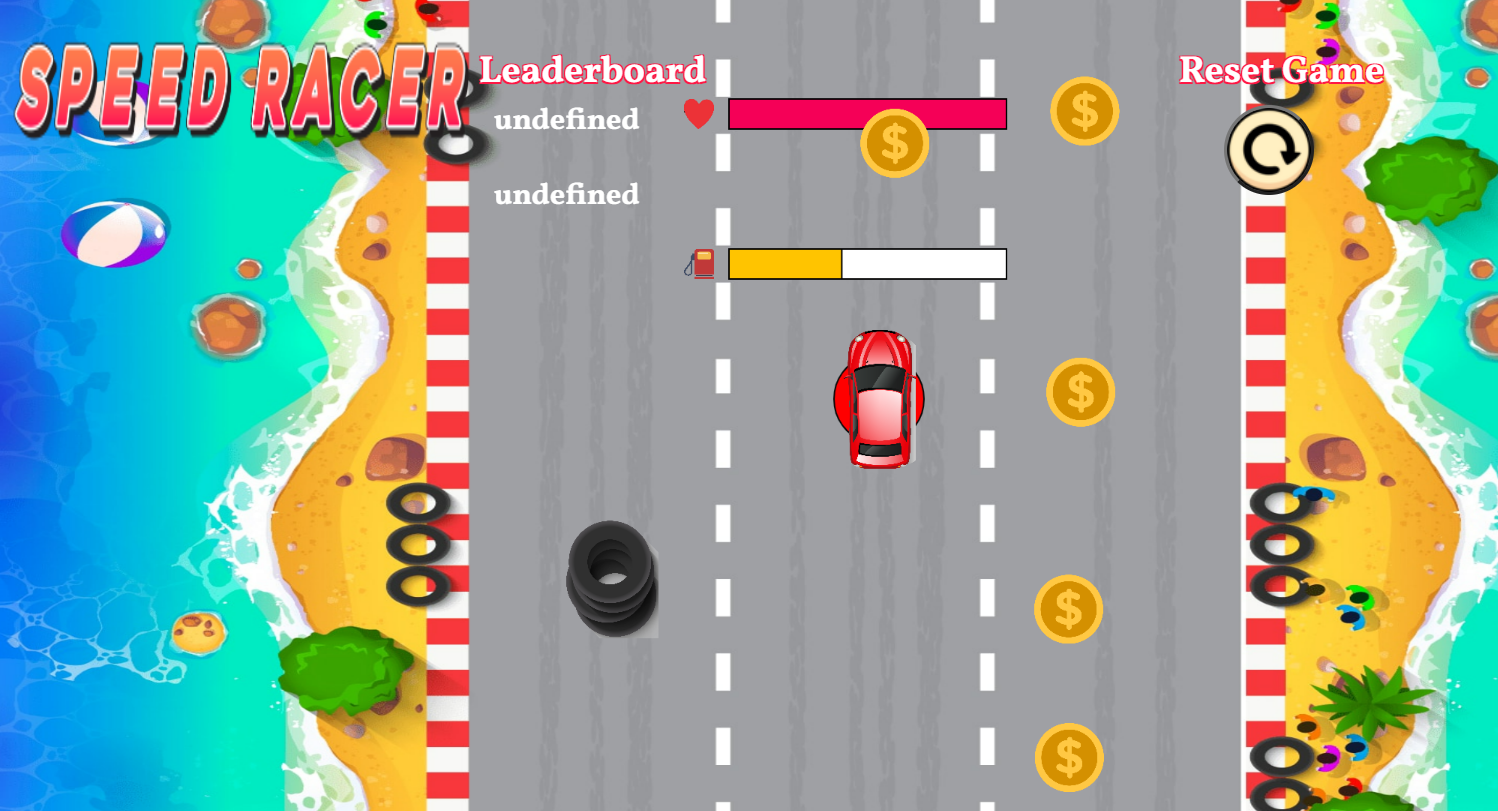 SPEED RACER
Leaderboard
undefined
undefined
Reset Game
$
$
$
$
$